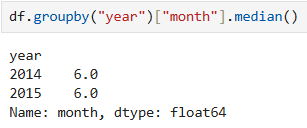 df.groupby("year")["month"].median()
year
2014    6.0
2015    6.0
Name: month, dtype: float64